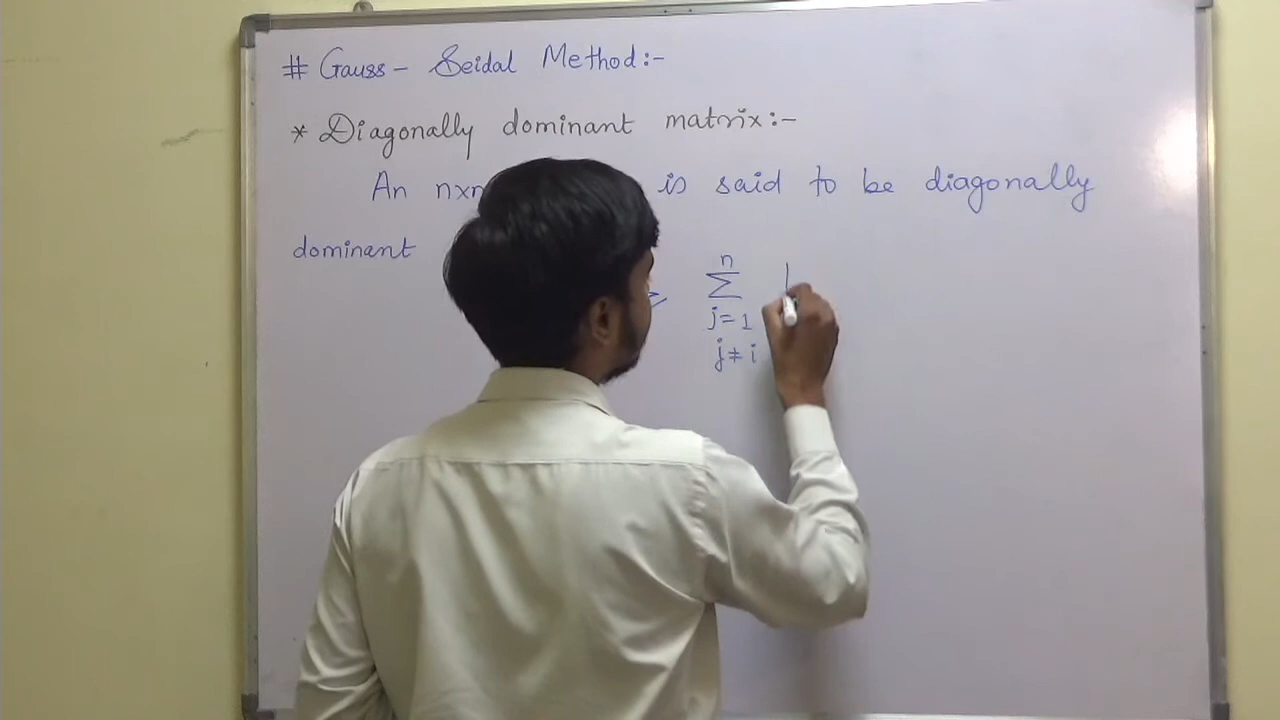 # Gauss - Seidal Method:-
* Diagonally dominant matrix:-
An nxn is said to be diagonally
dominant
≥ n ∑ j=1 j≠i |